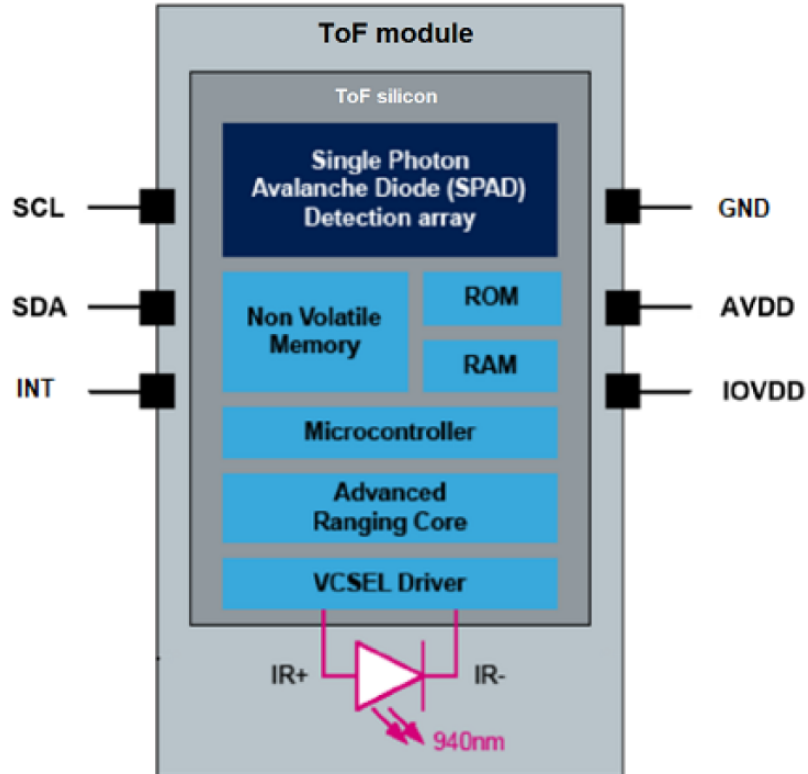 ToF module
ToF silicon
Single Photon
Avalanche Diode (SPAD)
Detection array
SCL
GND
SDA
Non Volatile
Memory
ROM
AVDD
RAM
INT
IOVDD
Microcontroller
Advanced
Ranging Core
VCSEL Driver
IR+
IR-
940nm